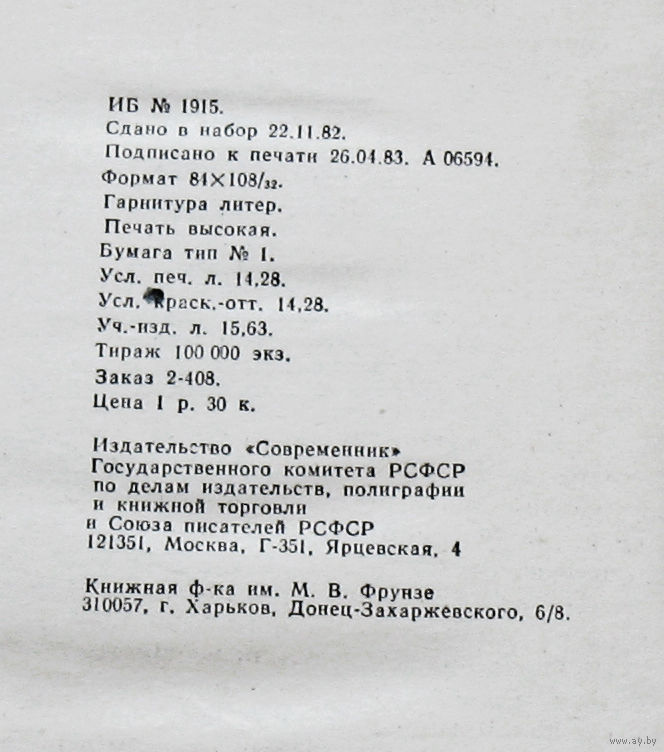 ИБ № 1915.
Сдано в набор 22.11.82.
Подписано к печати 26.04.83. А 06594.
Формат 84×108/₃₂.
Гарнитура литер.
Печать высокая.
Бумага тип № 1.
Усл. печ. л. 14,28.
Усл. краск.-отт. 14,28.
Уч.-изд. л. 15,63.
Тираж 100 000 экз.
Заказ 2-408.
Цена 1 р. 30 к.
Издательство «Современник»
Государственного комитета РСФСР
по делам издательств, полиграфии
и книжной торговли
и Союза писателей РСФСР
121351, Москва, Г-351, Ярцевская, 4
Книжная ф-ка им. М. В. Фрунзе
310057, г. Харьков, Донец-Захаржевского, 6/8.
www.ay.by